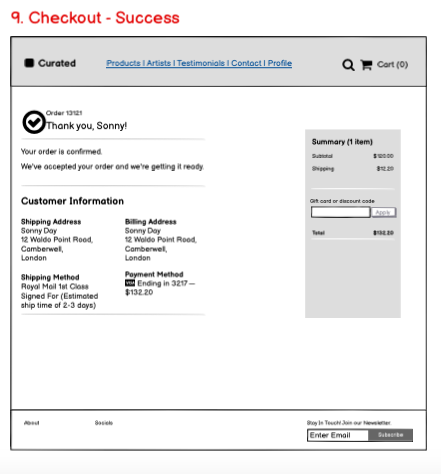 9. Checkout - Success
Curated
Products | Artists | Testimonials | Contact | Profile
Cart (0)
Order 13121
Thank you, Sonny!
Your order is confirmed.
We've accepted your order and we're getting it ready.
Customer Information
Shipping Address
Sonny Day
12 Waldo Point Road,
Camberwell,
London
Billing Address
Sonny Day
12 Waldo Point Road,
Camberwell,
London
Shipping Method
Royal Mail 1st Class
Signed For (Estimated
ship time of 2-3 days)
Payment Method
VISA Ending in 3217 —
$132.20
Summary (1 item)
Subtotal $120.00
Shipping $12.20
Gift card or discount code
Apply
Total $132.20
About
Socials
Stay In Touch! Join our Newsletter.
Enter Email
Subscribe